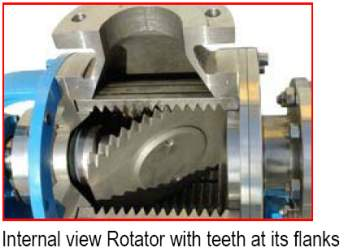 Internal view Rotator with teeth at its flanks